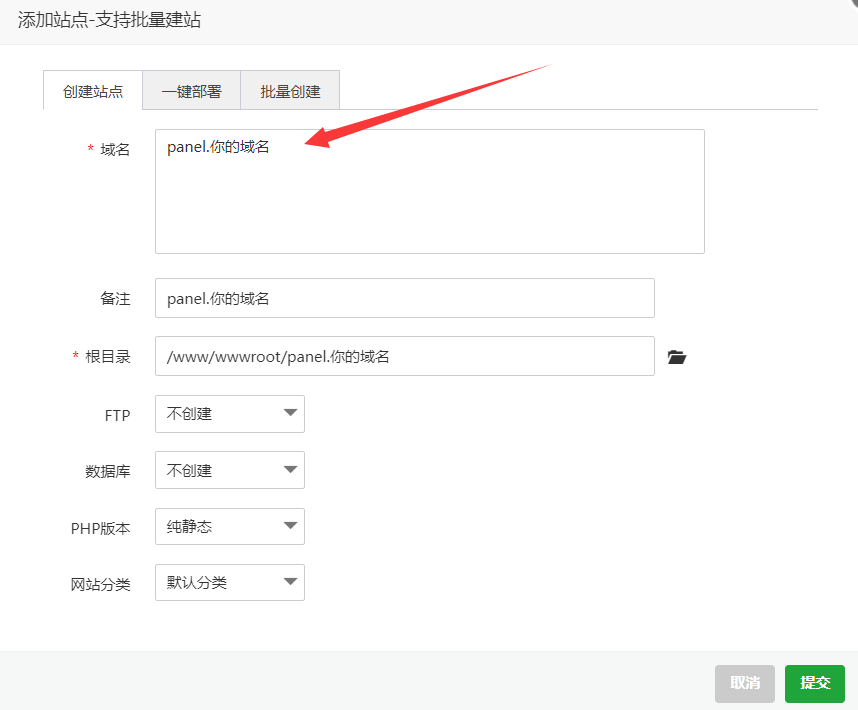 添加站点-支持批量建站
创建站点 一键部署 批量创建
* 域名 panel.你的域名
备注 panel.你的域名
* 根目录 /www/wwwroot/panel.你的域名
FTP 不创建
数据库 不创建
PHP版本 纯静态
网站分类 默认分类
取消 提交